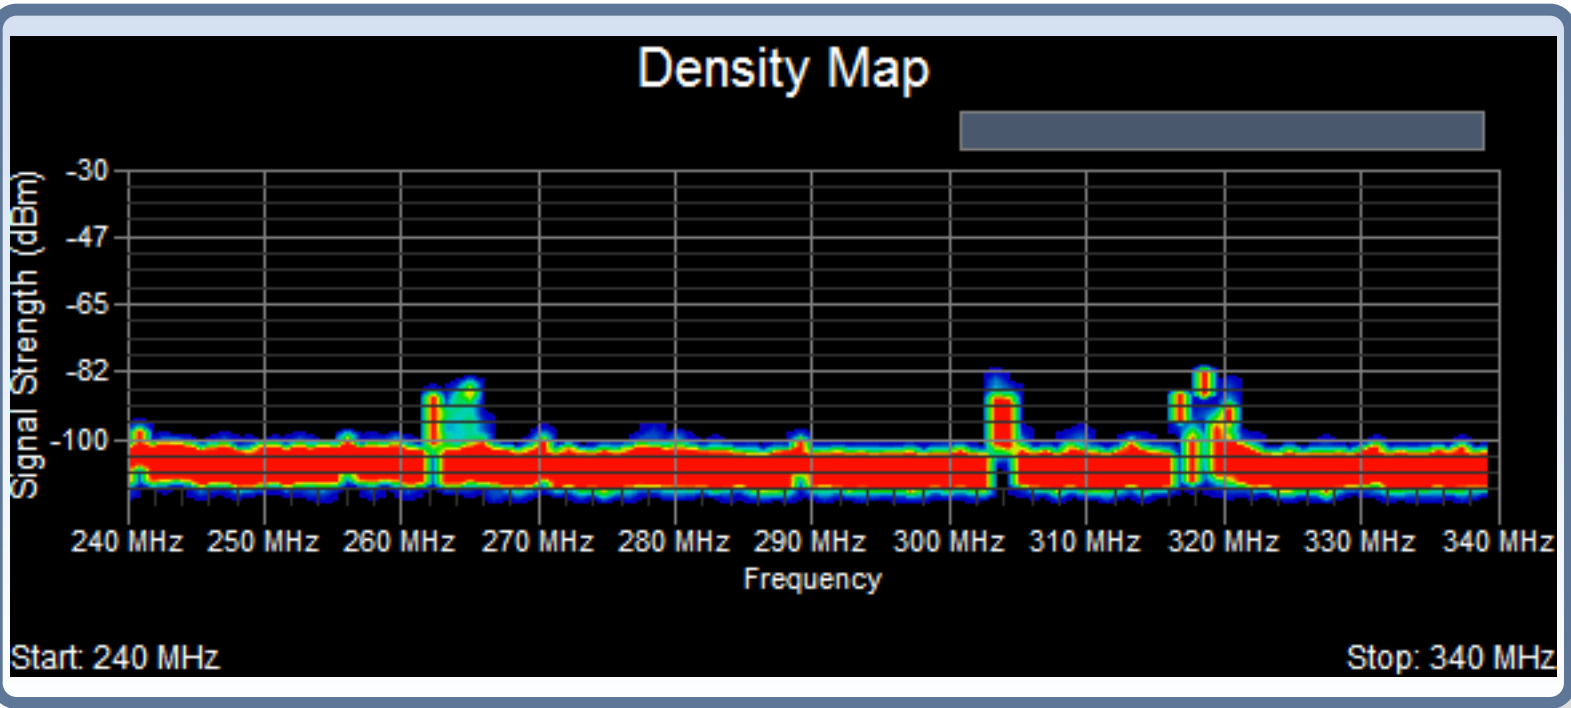 Density Map
Signal Strength (dBm)
-30
-47
-65
-82
-100
240 MHz 250 MHz 260 MHz 270 MHz 280 MHz 290 MHz 300 MHz 310 MHz 320 MHz 330 MHz 340 MHz
Frequency
Start: 240 MHz
Stop: 340 MHz